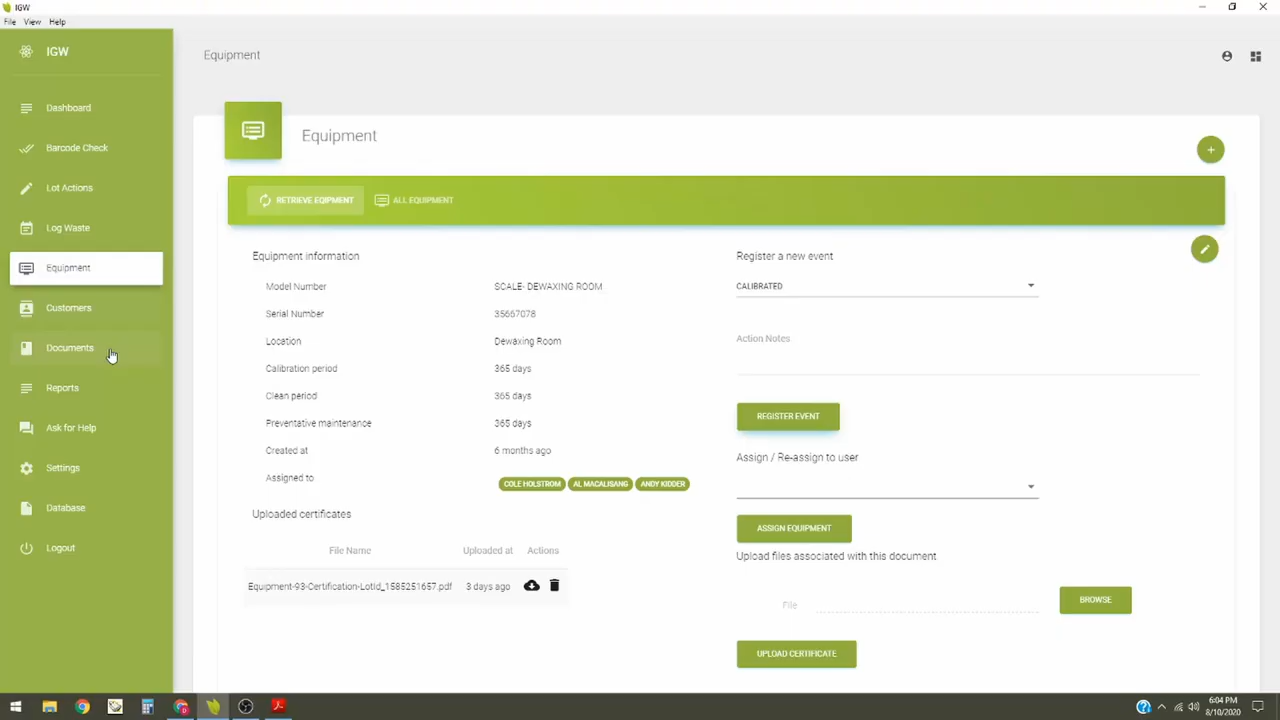 IGW
File View Help
IGW
Dashboard
Barcode Check
Lot Actions
Log Waste
Equipment
Customers
Documents
Reports
Ask for Help
Settings
Database
Logout
Equipment
Equipment
RETRIEVE EQIPMENT ALL EQUIPMENT
Equipment information
Model Number SCALE- DEWAXING ROOM
Serial Number 35667078
Location Dewaxing Room
Calibration period 365 days
Clean period 365 days
Preventative maintenance 365 days
Created at 6 months ago
Assigned to COLE HOLSTROM AL MACALISANG ANDY KIDDER
Uploaded certificates
File Name Uploaded at Actions
Equipment-93-Certification-LotId_1585251657.pdf 3 days ago
Register a new event
CALIBRATED
Action Notes
REGISTER EVENT
Assign / Re-assign to user
ASSIGN EQUIPMENT
Upload files associated with this document
File BROWSE
UPLOAD CERTIFICATE
6:04 PM
8/10/2020